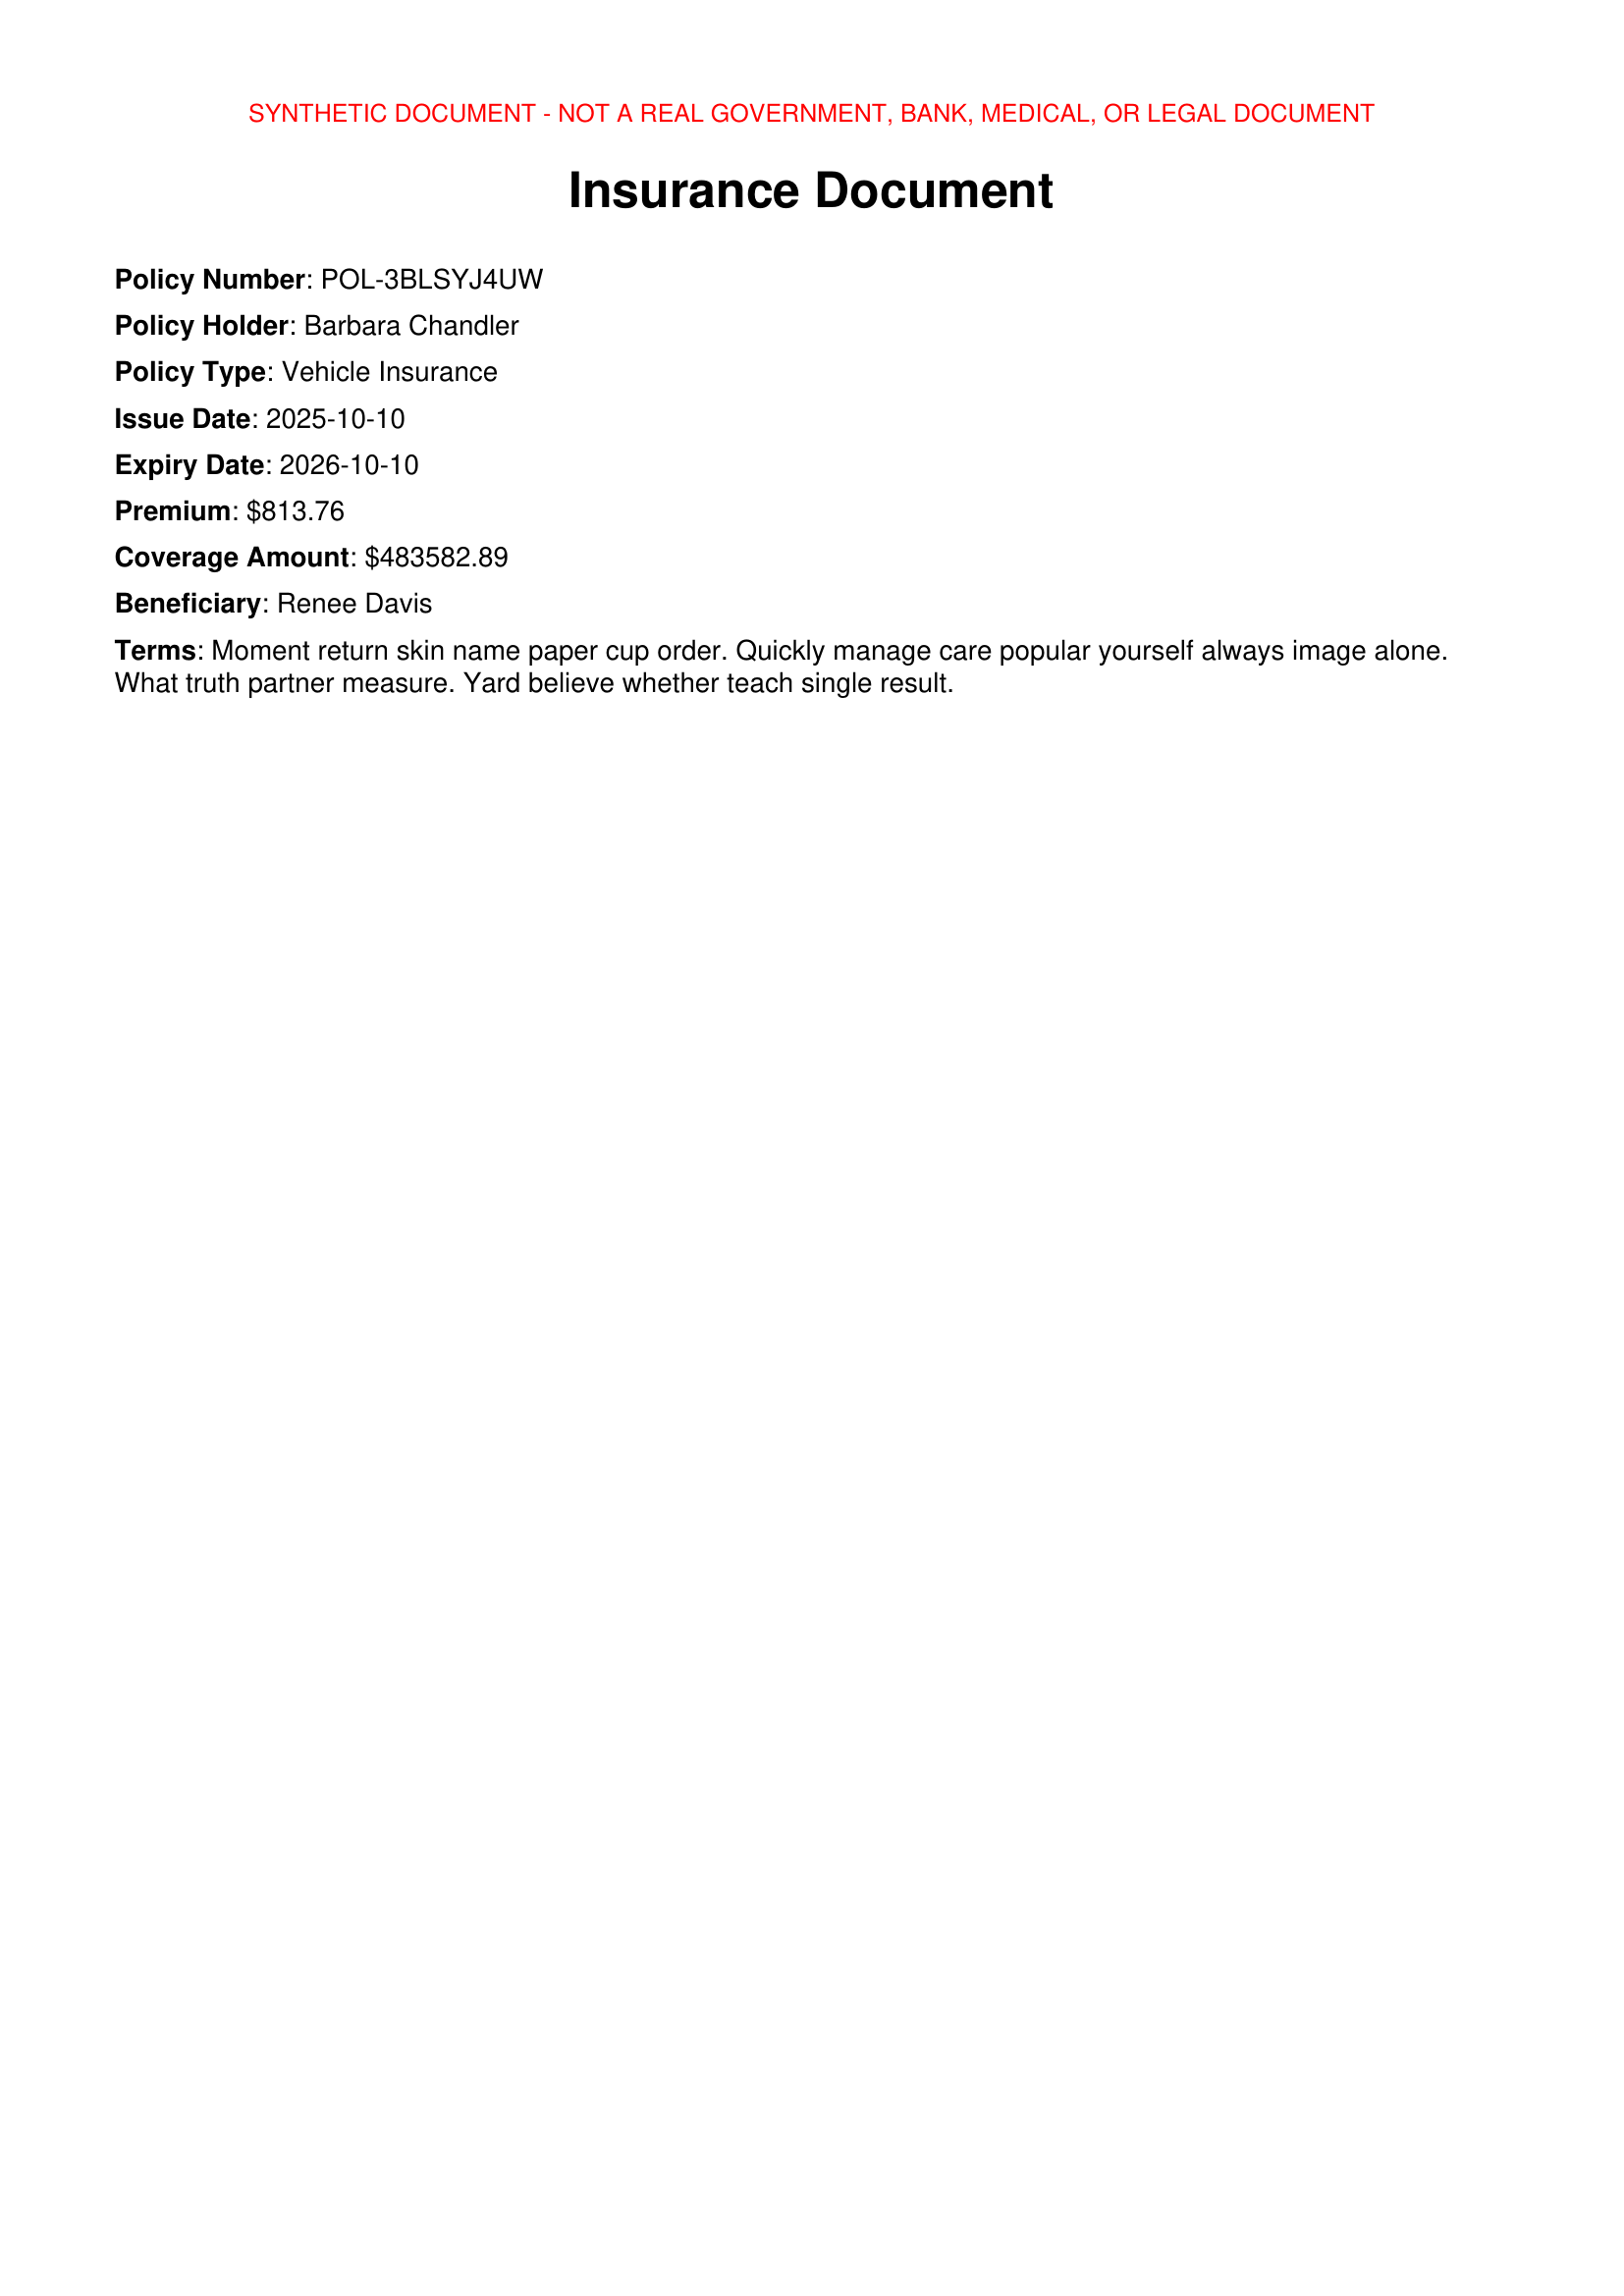 SYNTHETIC DOCUMENT - NOT A REAL GOVERNMENT, BANK, MEDICAL, OR LEGAL DOCUMENT
Insurance Document
Policy Number: POL-3BLSYJ4UW
Policy Holder: Barbara Chandler
Policy Type: Vehicle Insurance
Issue Date: 2025-10-10
Expiry Date: 2026-10-10
Premium: $813.76
Coverage Amount: $483582.89
Beneficiary: Renee Davis
Terms: Moment return skin name paper cup order. Quickly manage care popular yourself always image alone.
What truth partner measure. Yard believe whether teach single result.